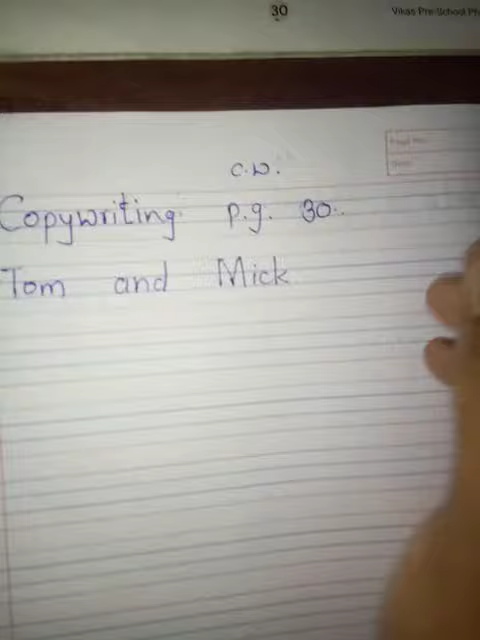 30 Vikas Pre-School
C.W.
Copywriting p.g. 30.
Tom and Mick